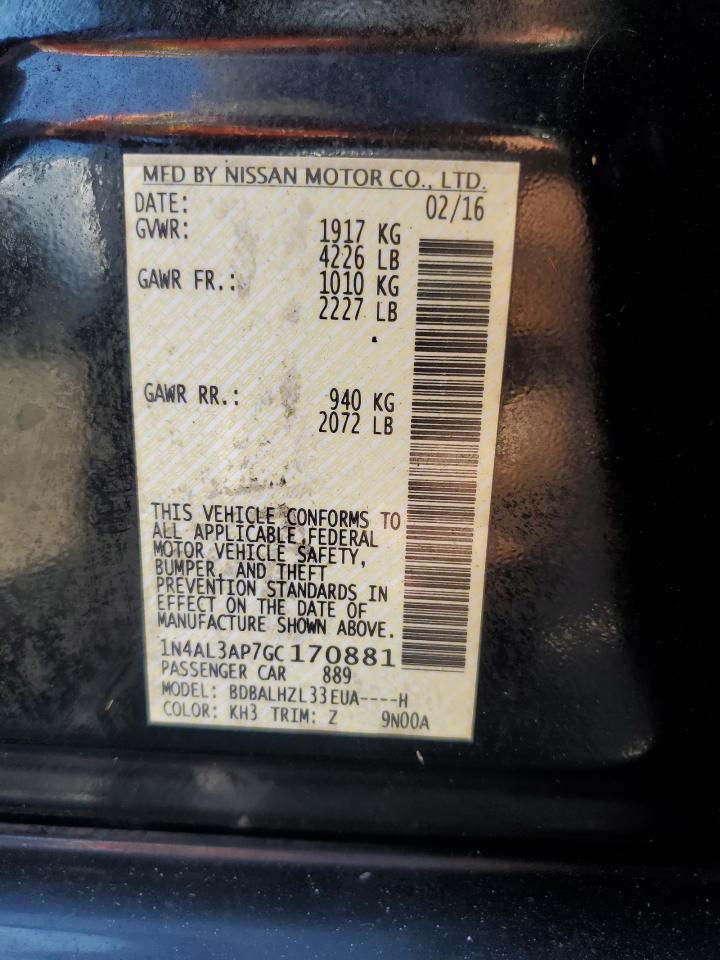 MFD BY NISSAN MOTOR CO., LTD.
DATE: 02/16
GVWR: 1917 KG
4226 LB
GAWR FR.: 1010 KG
2227 LB
GAWR RR.: 940 KG
2072 LB
THIS VEHICLE CONFORMS TO
ALL APPLICABLE FEDERAL
MOTOR VEHICLE SAFETY,
BUMPER, AND THEFT
PREVENTION STANDARDS IN
EFFECT ON THE DATE OF
MANUFACTURE SHOWN ABOVE.
1N4AL3AP7GC170881
PASSENGER CAR 889
MODEL: BDBALHZL33EUA----H
COLOR: KH3 TRIM: Z 9N00A